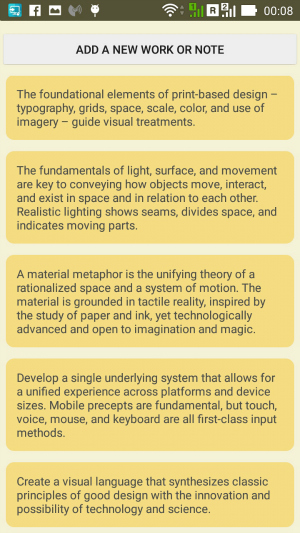 R 2 00:08
ADD A NEW WORK OR NOTE
The foundational elements of print-based design –
typography, grids, space, scale, color, and use of
imagery – guide visual treatments.
The fundamentals of light, surface, and movement
are key to conveying how objects move, interact,
and exist in space and in relation to each other.
Realistic lighting shows seams, divides space, and
indicates moving parts.
A material metaphor is the unifying theory of a
rationalized space and a system of motion. The
material is grounded in tactile reality, inspired by
the study of paper and ink, yet technologically
advanced and open to imagination and magic.
Develop a single underlying system that allows for
a unified experience across platforms and device
sizes. Mobile precepts are fundamental, but touch,
voice, mouse, and keyboard are all first-class input
methods.
Create a visual language that synthesizes classic
principles of good design with the innovation and
possibility of technology and science.